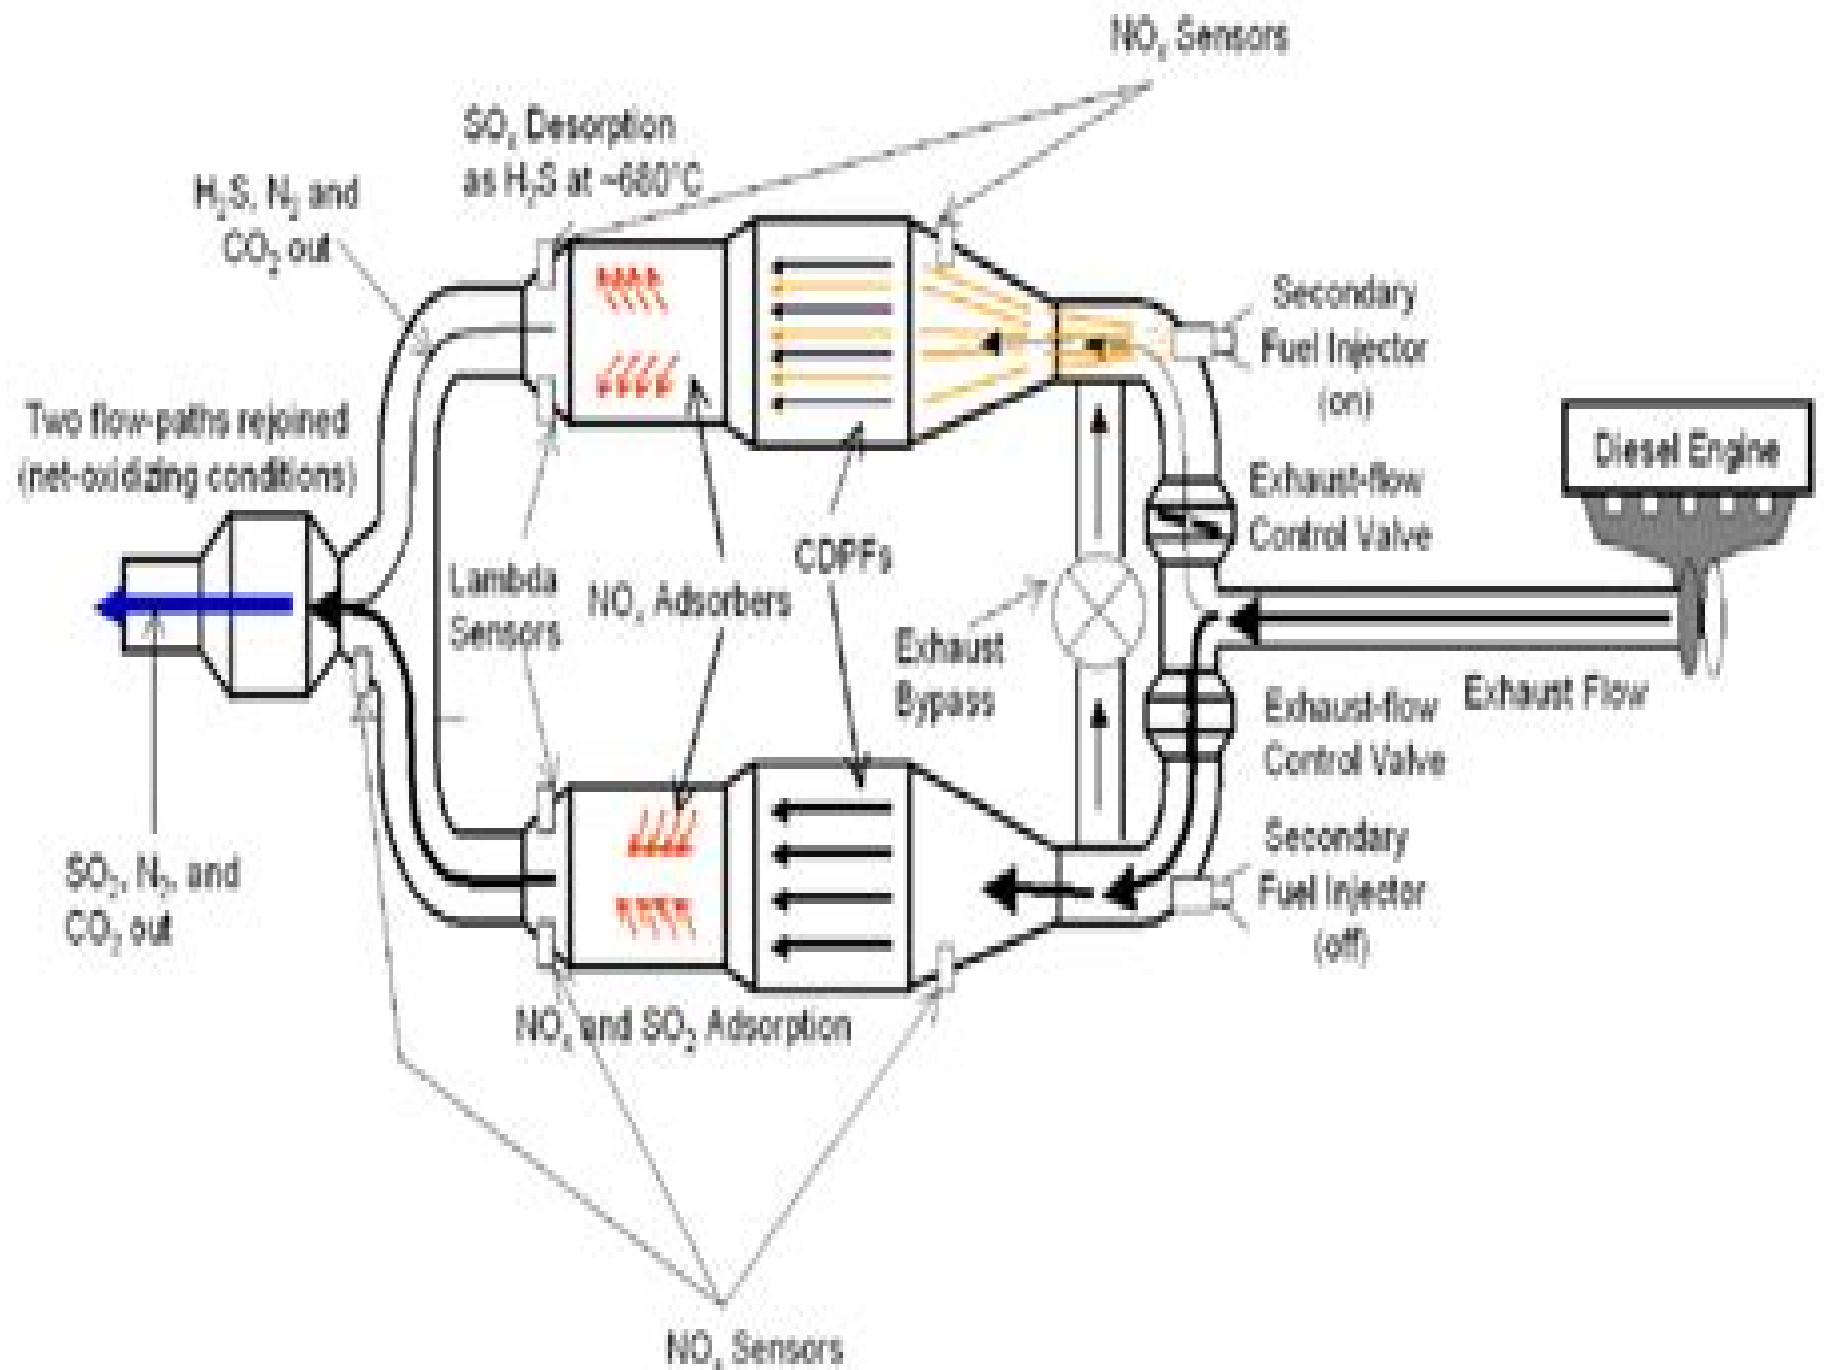 NOx Sensors
SOx Desorption
as H2S at ~680°C
H2S, N2 and
CO2 out
Secondary
Fuel Injector
(on)
Two flow-paths rejoined
(net-oxidizing conditions)
Diesel Engine
Exhaust-flow
Control Valve
CDPFs
Lambda
Sensors
NOx Adsorbers
Exhaust
Bypass
Exhaust Flow
Exhaust-flow
Control Valve
SO2, N2, and
CO2 out
Secondary
Fuel Injector
(off)
NOx and SO2 Adsorption
NOx Sensors